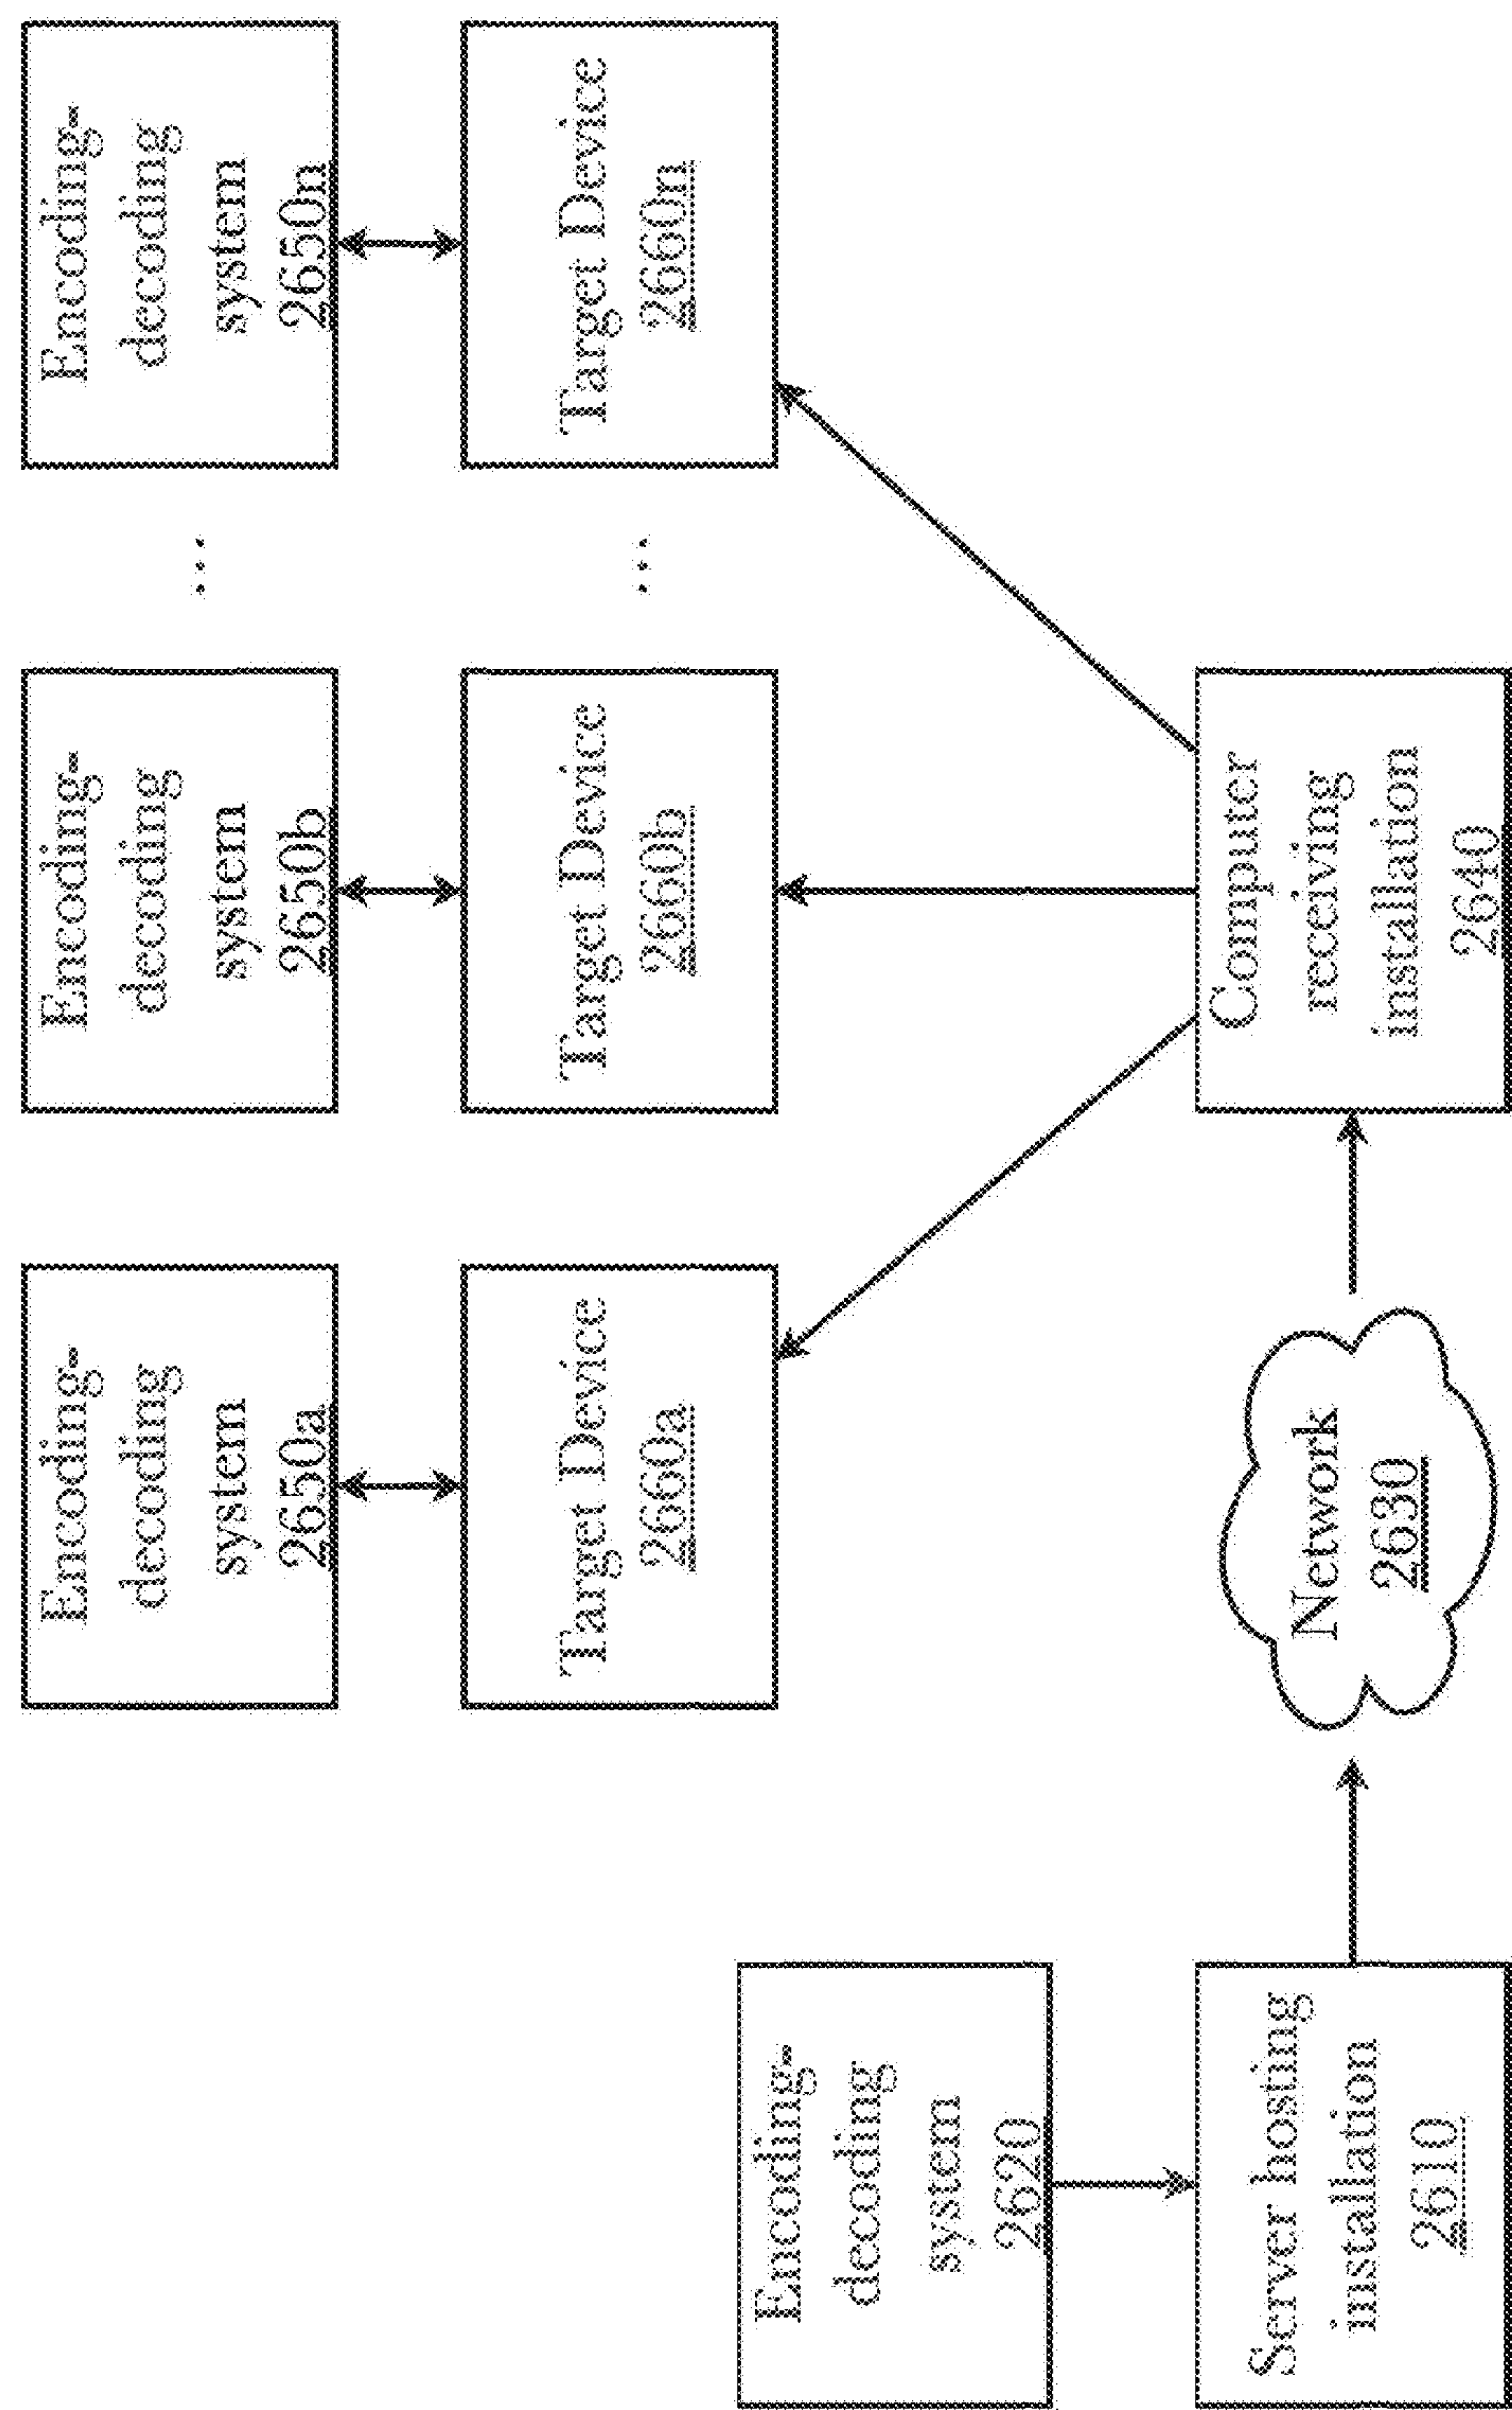 Encoding-
decoding
system
2650a
Encoding-
decoding
system
2650b
...
Encoding-
decoding
system
2650n
Target Device
2660a
Target Device
2660b
...
Target Device
2660n
Encoding-
decoding
system
2620
Server hosting
installation
2610
Network
2630
Computer
receiving
installation
2640